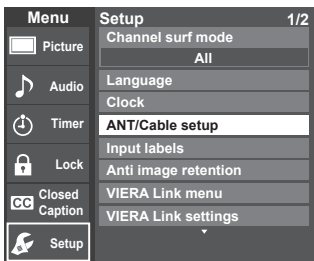 Menu
Picture
Audio
Timer
Lock
CC Closed
Caption
Setup
Setup 1/2
Channel surf mode
All
Language
Clock
ANT/Cable setup
Input labels
Anti image retention
VIERA Link menu
VIERA Link settings